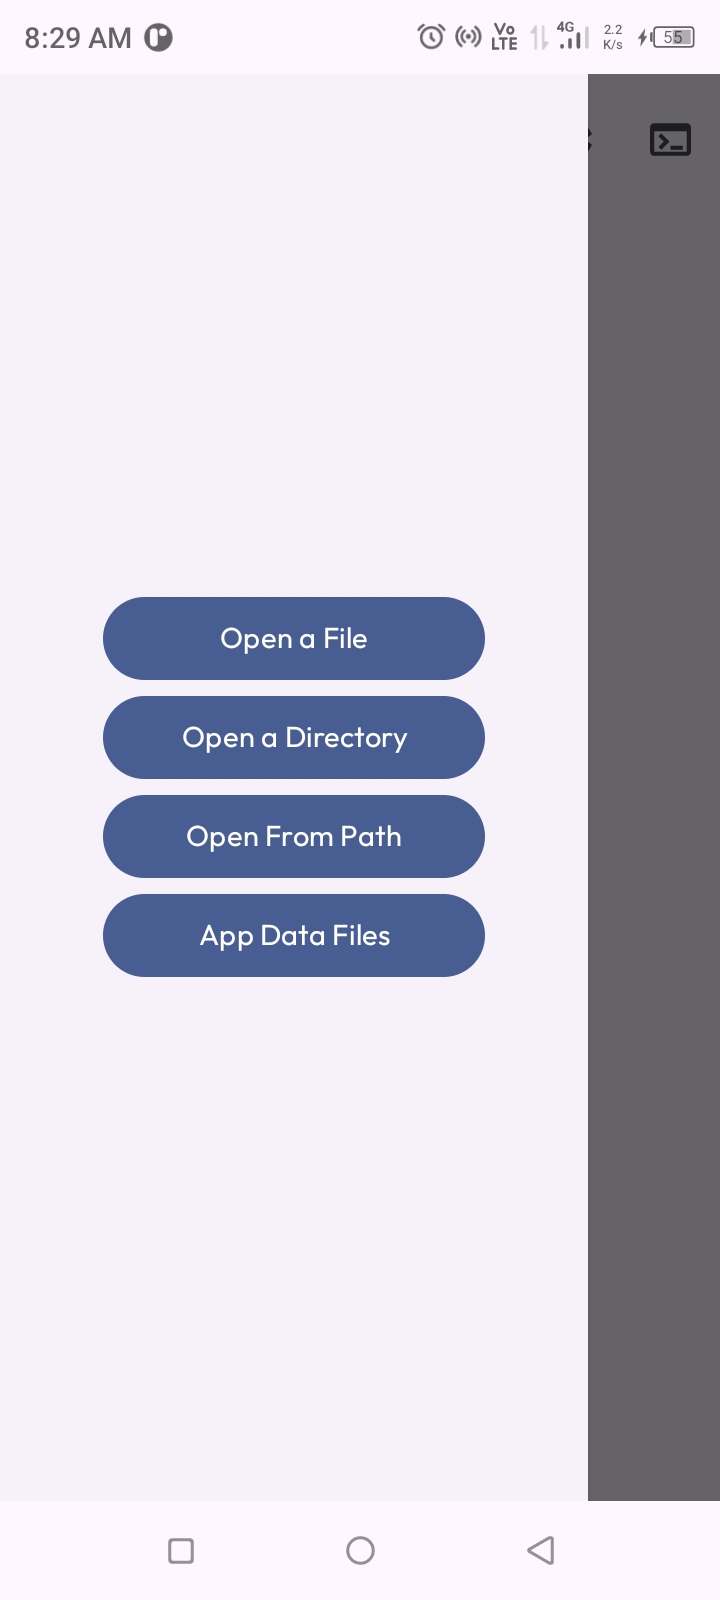 8:29 AM
Vo LTE
4G
2.2 K/s
55
Open a File
Open a Directory
Open From Path
App Data Files